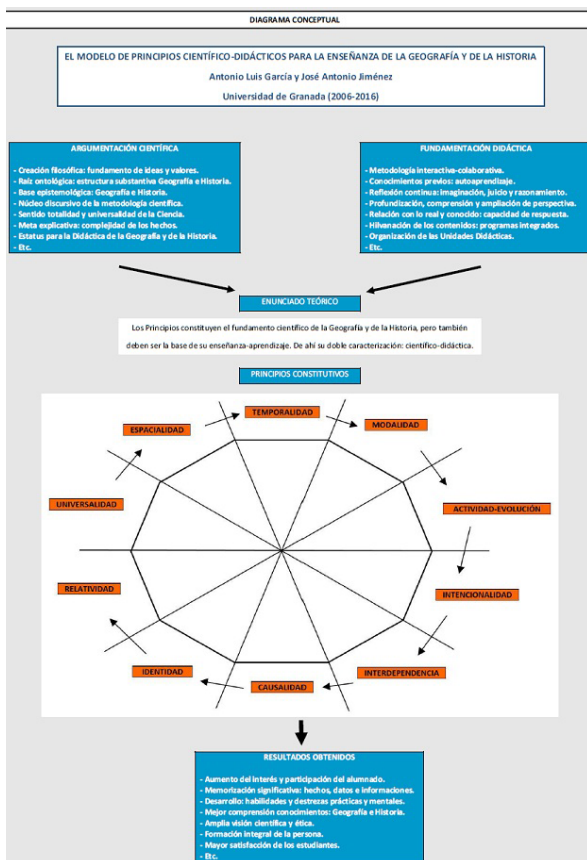 DIAGRAMA CONCEPTUAL
EL MODELO DE PRINCIPIOS CIENTÍFICO-DIDÁCTICOS PARA LA ENSEÑANZA DE LA GEOGRAFÍA Y DE LA HISTORIA
Antonio Luis García y José Antonio Jiménez
Universidad de Granada (2006-2016)
ARGUMENTACIÓN CIENTÍFICA
- Creación filosófica: fundamento de ideas y valores.
- Raíz ontológica: estructura substantiva Geografía e Historia.
- Base epistemológica: Geografía e Historia.
- Núcleo discursivo de la metodología científica.
- Sentido totalidad y universalidad de la Ciencia.
- Meta explicativa: complejidad de los hechos.
- Estatus para la Didáctica de la Geografía y de la Historia.
- Etc.
FUNDAMENTACIÓN DIDÁCTICA
- Metodología interactiva-colaborativa.
- Conocimientos previos: autoaprendizaje.
- Reflexión continua: imaginación, juicio y razonamiento.
- Profundización, comprensión y ampliación de perspectiva.
- Relación con lo real y conocido: capacidad de respuesta.
- Hilvanación de los contenidos: programas integrados.
- Organización de las Unidades Didácticas.
- Etc.
ENUNCIADO TEÓRICO
Los Principios constituyen el fundamento científico de la Geografía y de la Historia, pero también
deben ser la base de su enseñanza-aprendizaje. De ahí su doble caracterización: científico-didáctica.
PRINCIPIOS CONSTITUTIVOS
TEMPORALIDAD
MODALIDAD
ACTIVIDAD-EVOLUCIÓN
INTENCIONALIDAD
INTERDEPENDENCIA
CAUSALIDAD
IDENTIDAD
RELATIVIDAD
UNIVERSALIDAD
ESPACIALIDAD
RESULTADOS OBTENIDOS
- Aumento del interés y participación del alumnado.
- Memorización significativa: hechos, datos e informaciones.
- Desarrollo: habilidades y destrezas prácticas y mentales.
- Mejor comprensión conocimientos: Geografía e Historia.
- Amplia visión científica y ética.
- Formación integral de la persona.
- Mayor satisfacción de los estudiantes.
- Etc.